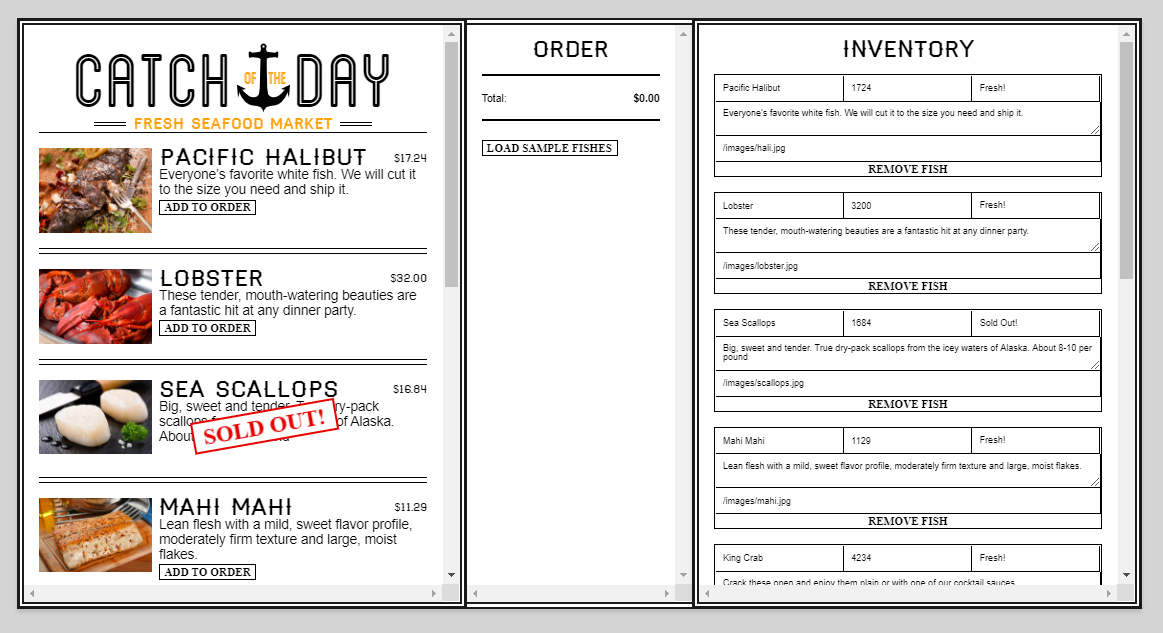 CATCH OF THE DAY
FRESH SEAFOOD MARKET
PACIFIC HALIBUT $17.24
Everyone's favorite white fish. We will cut it
to the size you need and ship it.
ADD TO ORDER
LOBSTER $32.00
These tender, mouth-watering beauties are
a fantastic hit at any dinner party.
ADD TO ORDER
SEA SCALLOPS $16.84
Big, sweet and tender. ry-pack
scallops of Alaska.
About
SOLD OUT!
MAHI MAHI $11.29
Lean flesh with a mild, sweet flavor profile,
moderately firm texture and large, moist
flakes.
ADD TO ORDER
ORDER
Total: $0.00
LOAD SAMPLE FISHES
INVENTORY
Pacific Halibut 1724 Fresh!
Everyone's favorite white fish. We will cut it to the size you need and ship it.
/images/hali.jpg
REMOVE FISH
Lobster 3200 Fresh!
These tender, mouth-watering beauties are a fantastic hit at any dinner party.
/images/lobster.jpg
REMOVE FISH
Sea Scallops 1684 Sold Out!
Big, sweet and tender. True dry-pack scallops from the icey waters of Alaska. About 8-10 per
pound
/images/scallops.jpg
REMOVE FISH
Mahi Mahi 1129 Fresh!
Lean flesh with a mild, sweet flavor profile, moderately firm texture and large, moist flakes.
/images/mahi.jpg
REMOVE FISH
King Crab 4234 Fresh!
Crack these open and enjoy them plain or with one of our cocktail sauces